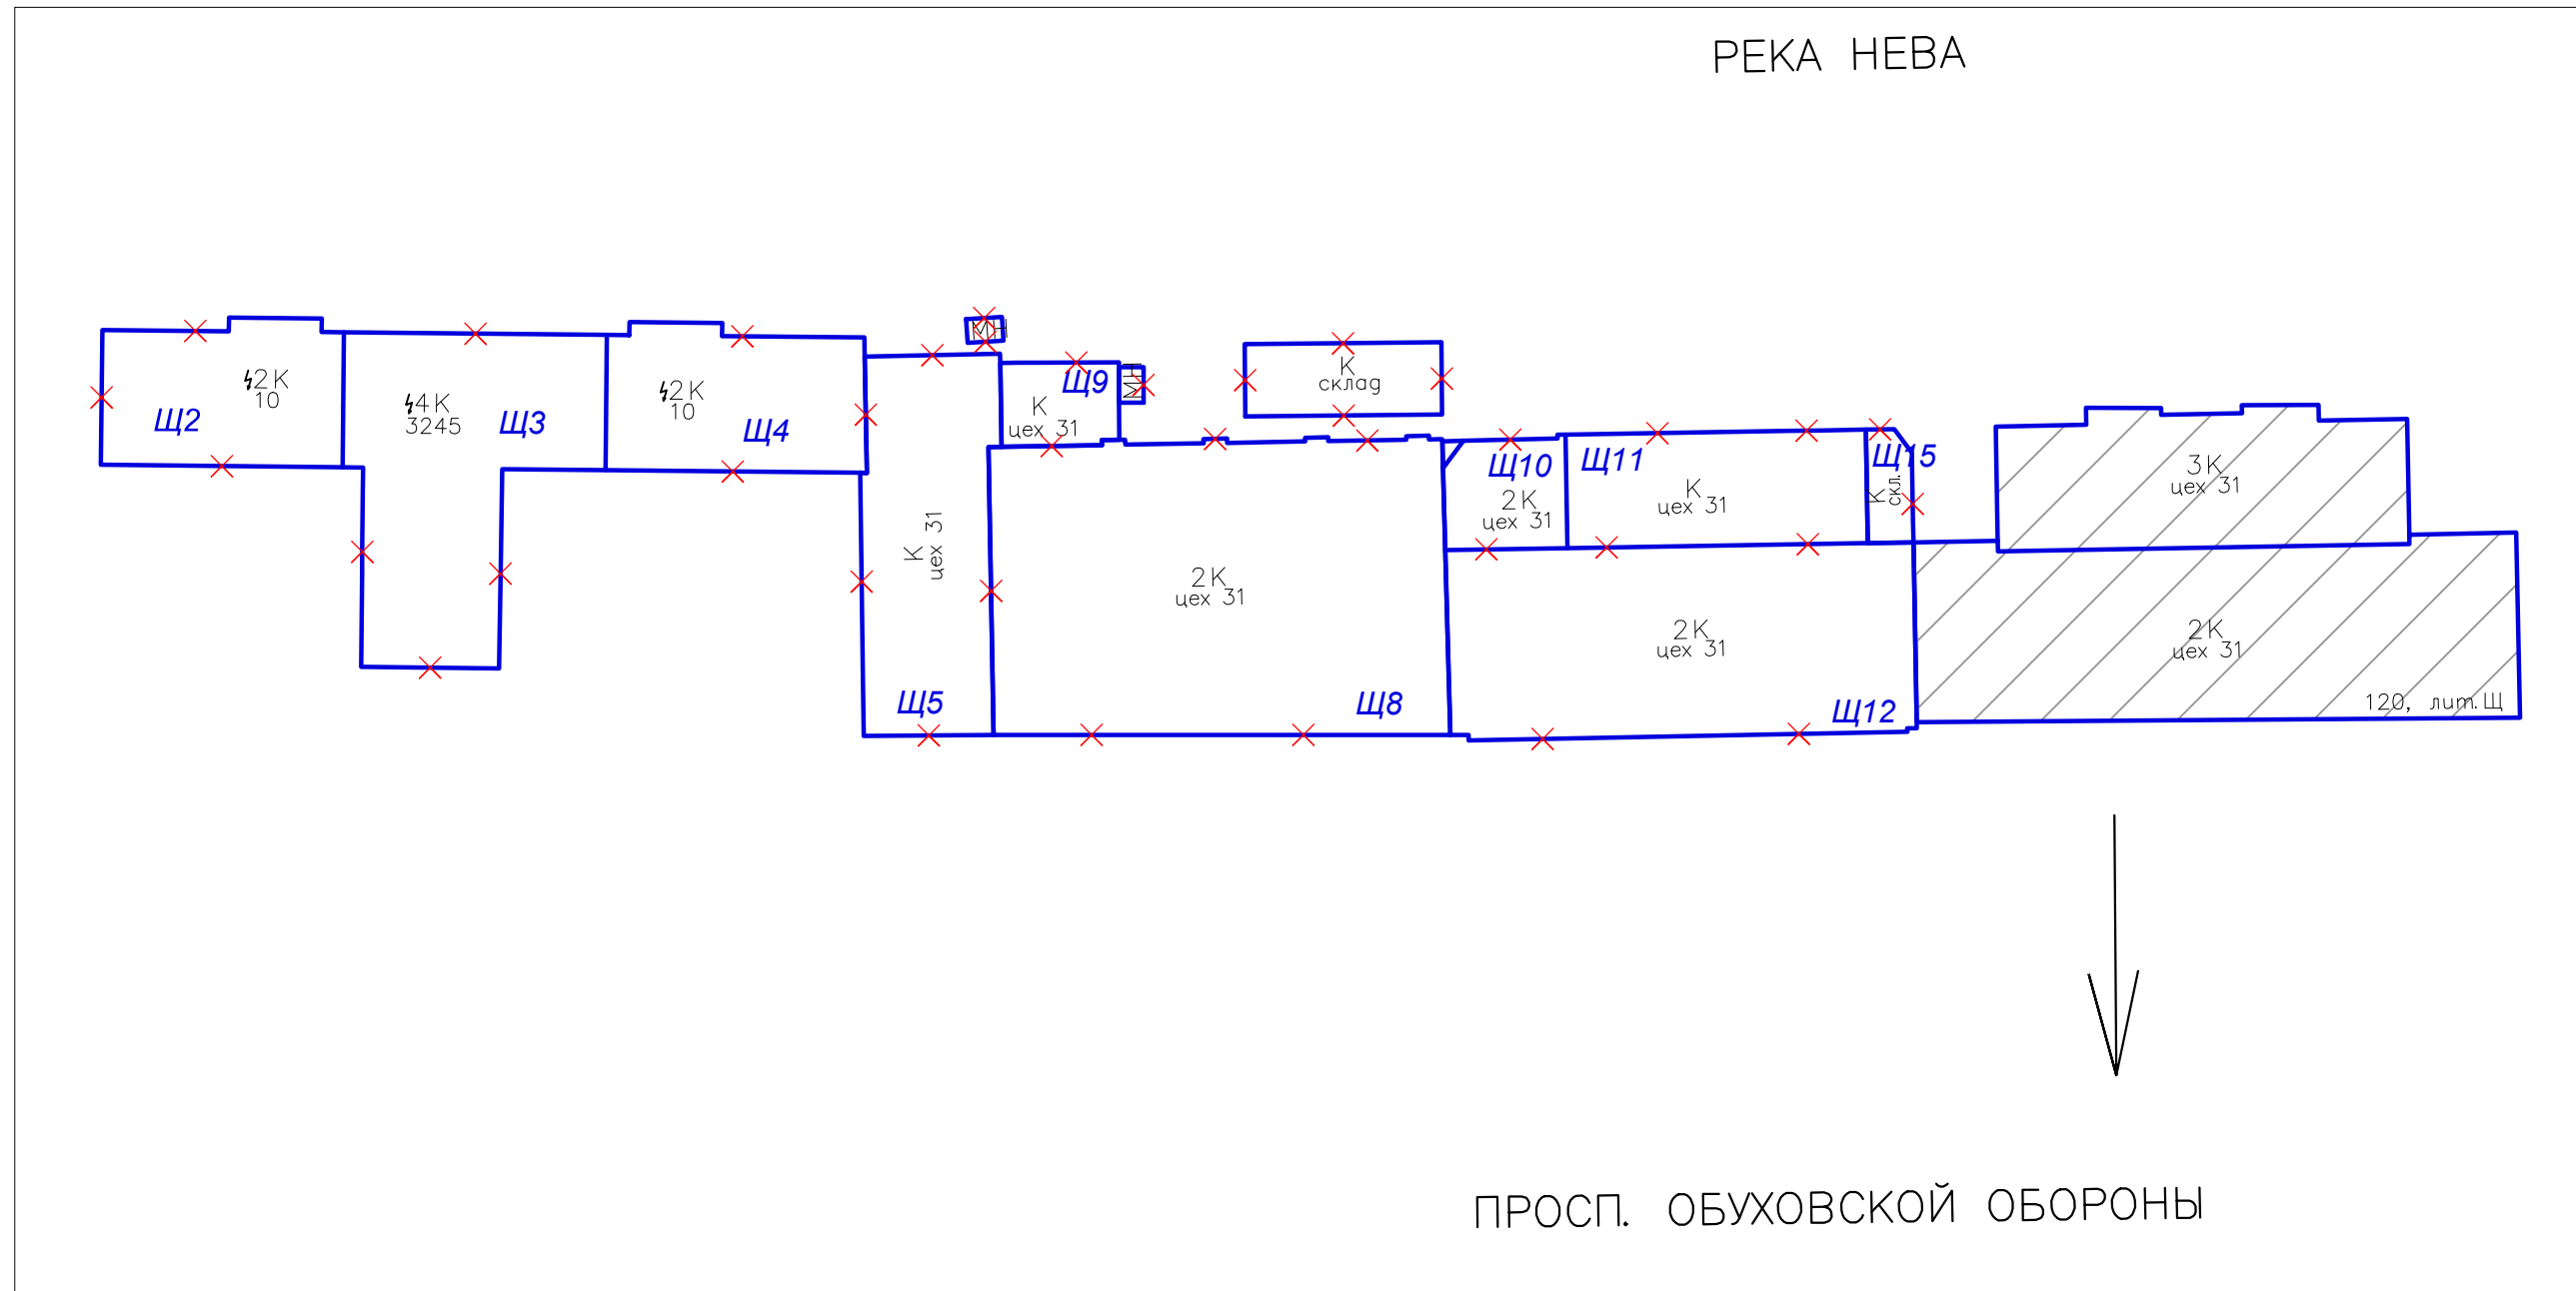 РЕКА НЕВА
2К
10
Щ2
4К
3245
Щ3
2К
10
Щ4
МН
К
цех 31
Щ5
Щ9
К
цех 31
МН
К
склад
2К
цех 31
Щ8
Щ10
2К
цех 31
Щ11
К
цех 31
Щ15
К
скл.
2К
цех 31
Щ12
3К
цех 31
2К
цех 31
120, лит.Щ
ПРОСП. ОБУХОВСКОЙ ОБОРОНЫ